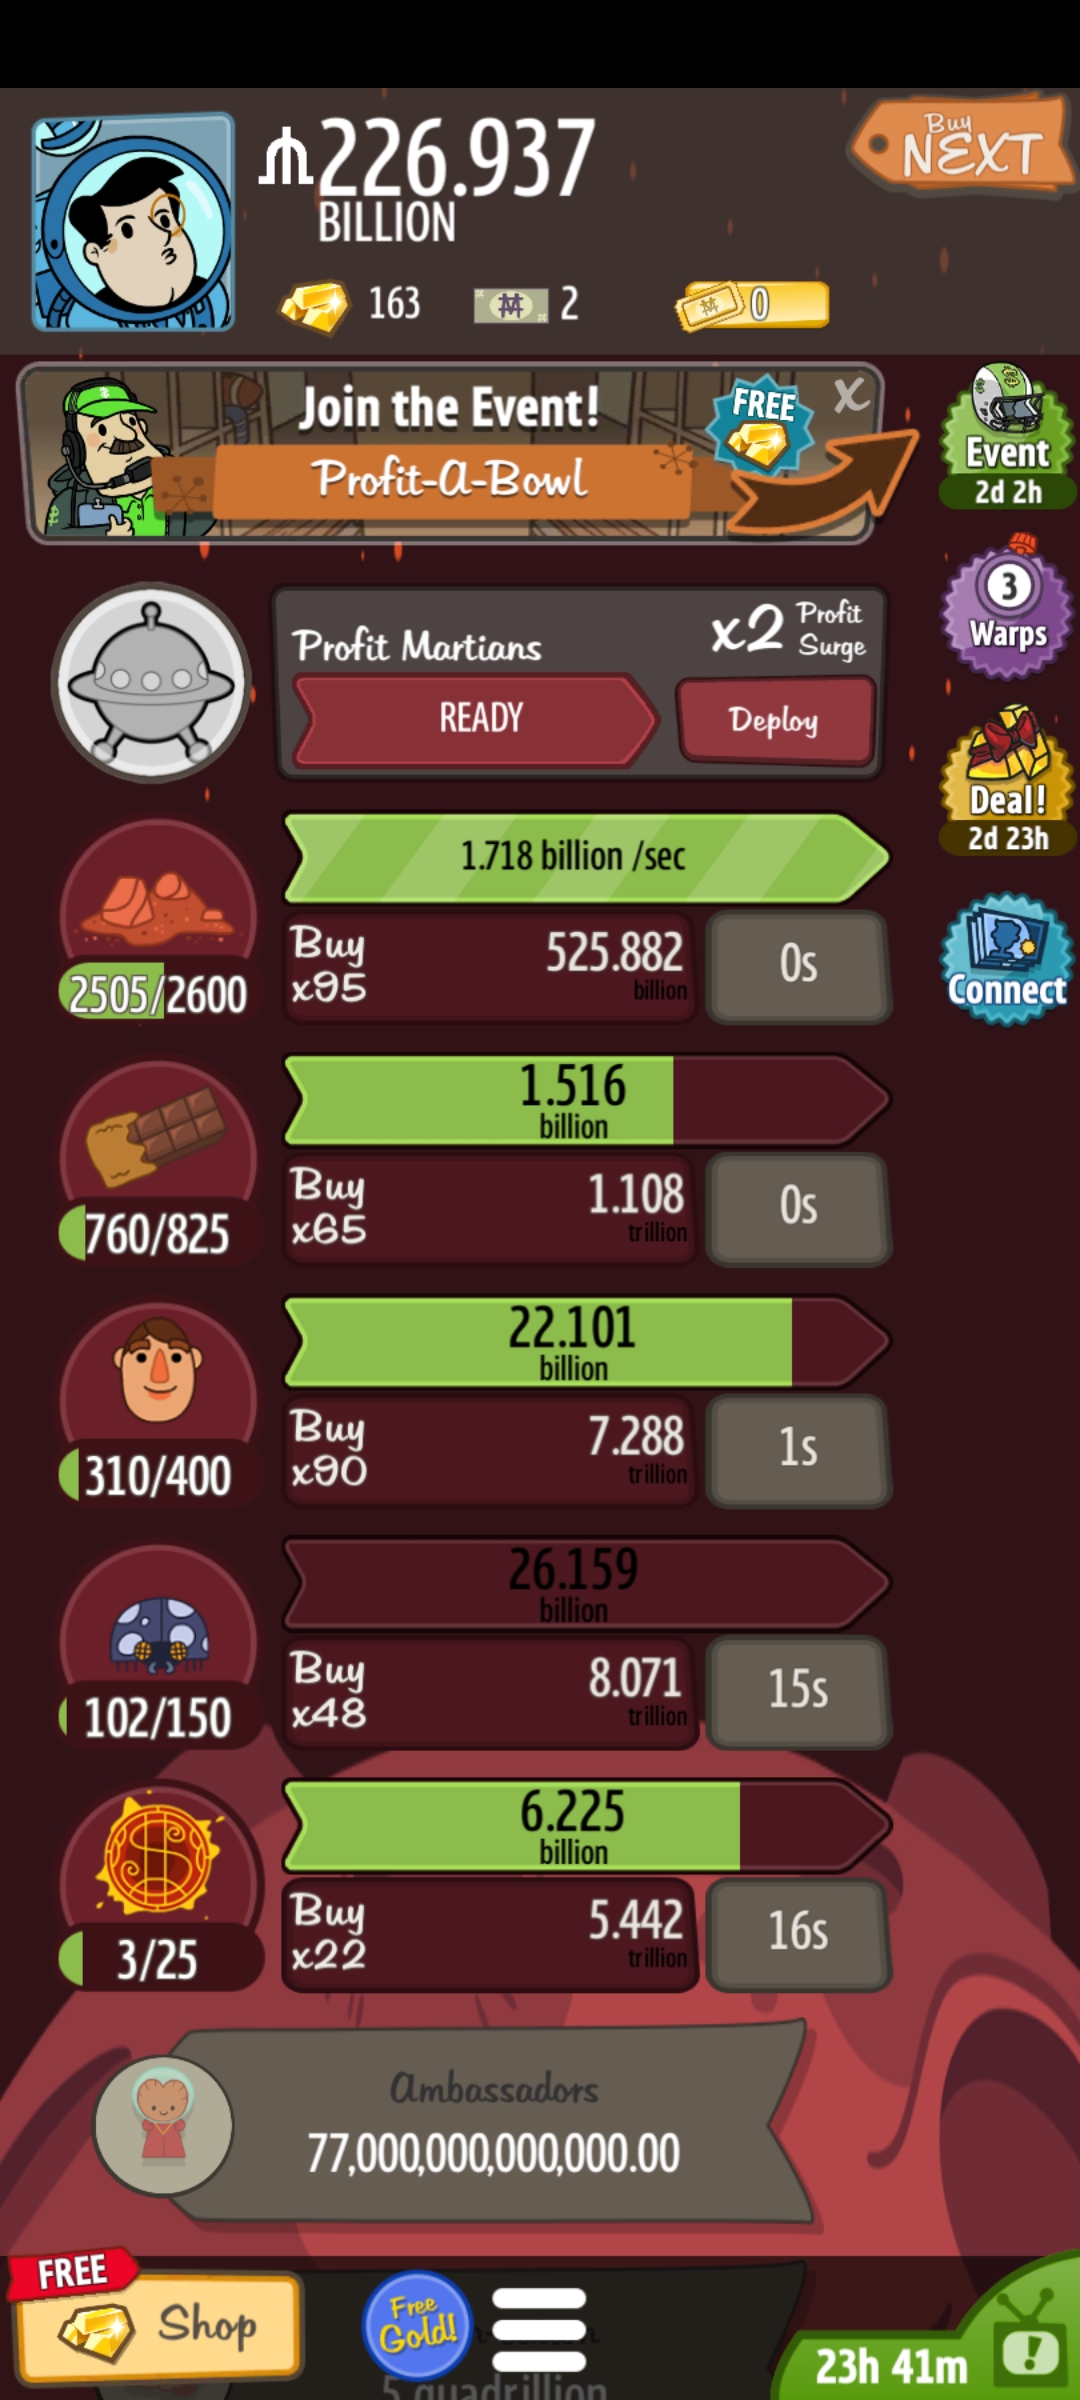 226.937
BILLION
Buy
NEXT
163
2
0
Join the Event!
Profit-A-Bowl
FREE
X
Event
2d 2h
3
Warps
Deal!
2d 23h
Connect
Profit Martians
x2 Profit Surge
READY
Deploy
1.718 billion /sec
Buy
x95
525.882
billion
0s
2505/2600
1.516
billion
Buy
x65
1.108
trillion
0s
760/825
22.101
billion
Buy
x90
7.288
trillion
1s
310/400
26.159
billion
Buy
x48
8.071
trillion
15s
102/150
6.225
billion
Buy
x22
5.442
trillion
16s
3/25
Ambassadors
77,000,000,000,000.00
FREE
Shop
Free
Gold!
23h 41m
5 quadrillion